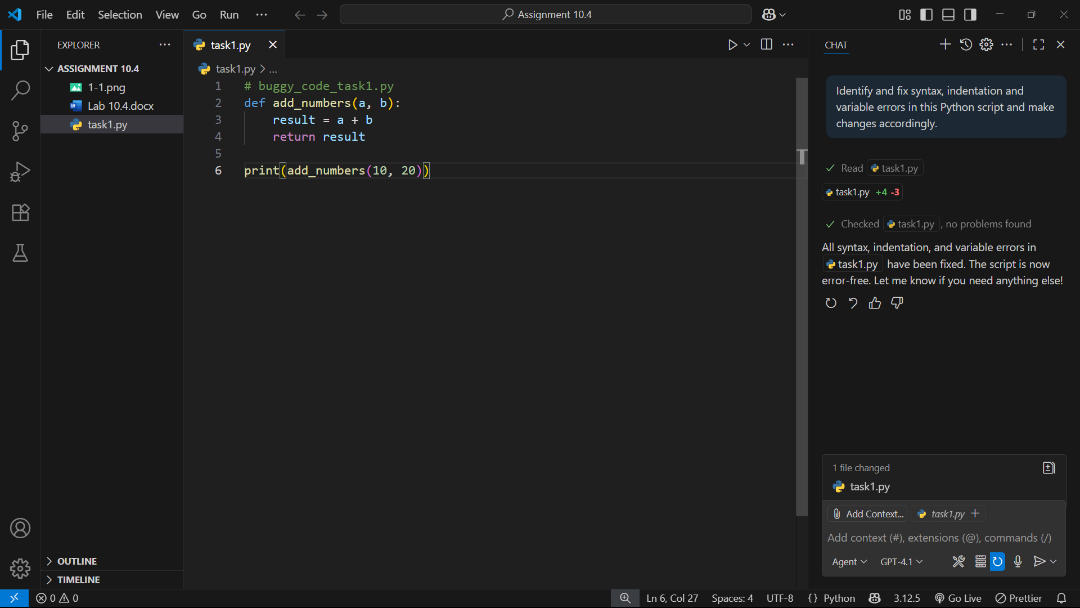 File Edit Selection View Go Run ··· Assignment 10.4
EXPLORER ···
ASSIGNMENT 10.4
1-1.png
Lab 10.4.docx
task1.py
OUTLINE
TIMELINE
task1.py
task1.py > ...
1 # buggy_code_task1.py
2 def add_numbers(a, b):
3 result = a + b
4 return result
5
6 print(add_numbers(10, 20))
CHAT
Identify and fix syntax, indentation and
variable errors in this Python script and make
changes accordingly.
Read task1.py
task1.py +4 -3
Checked task1.py , no problems found
All syntax, indentation, and variable errors in
task1.py have been fixed. The script is now
error-free. Let me know if you need anything else!
1 file changed
task1.py
Add Context... task1.py +
Add context (#), extensions (@), commands (/)
Agent GPT-4.1
0 0 Ln 6, Col 27 Spaces: 4 UTF-8 {} Python 3.12.5 Go Live Prettier